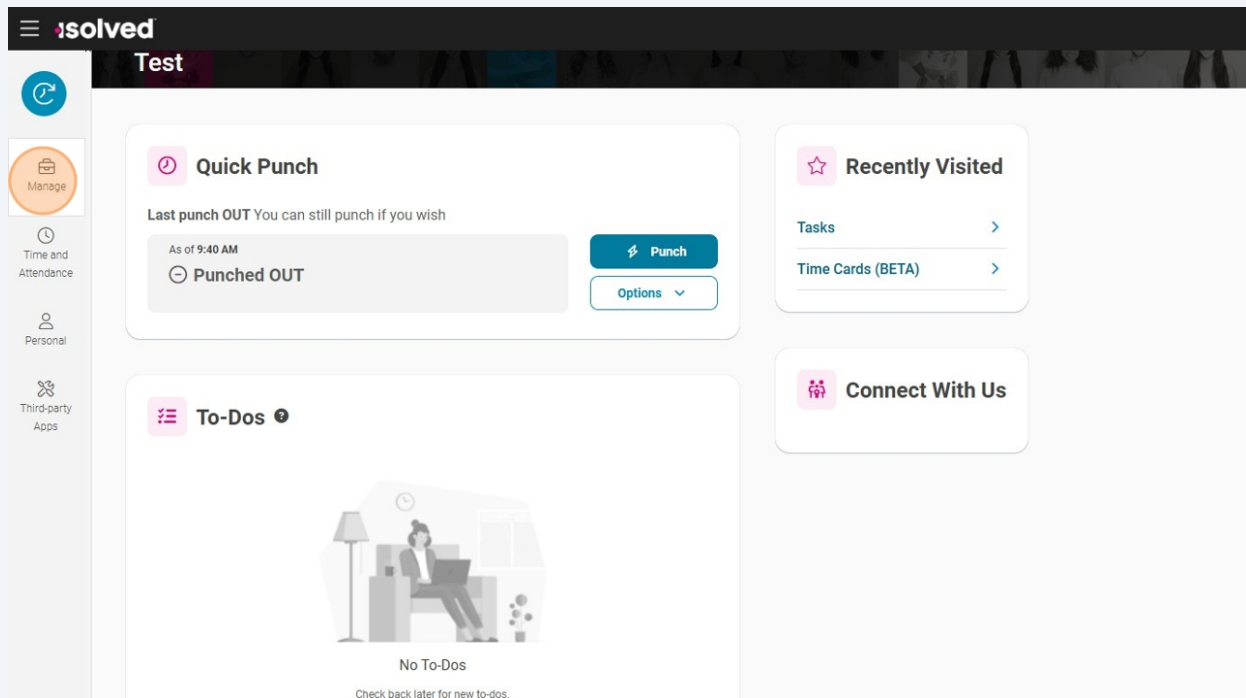 isolved
Test
Manage
Time and
Attendance
Personal
Third-party
Apps
Quick Punch
Last punch OUT You can still punch if you wish
As of 9:40 AM
Punched OUT
Punch
Options
To-Dos ?
No To-Dos
Check back later for new to-dos.
Recently Visited
Tasks
Time Cards (BETA)
Connect With Us